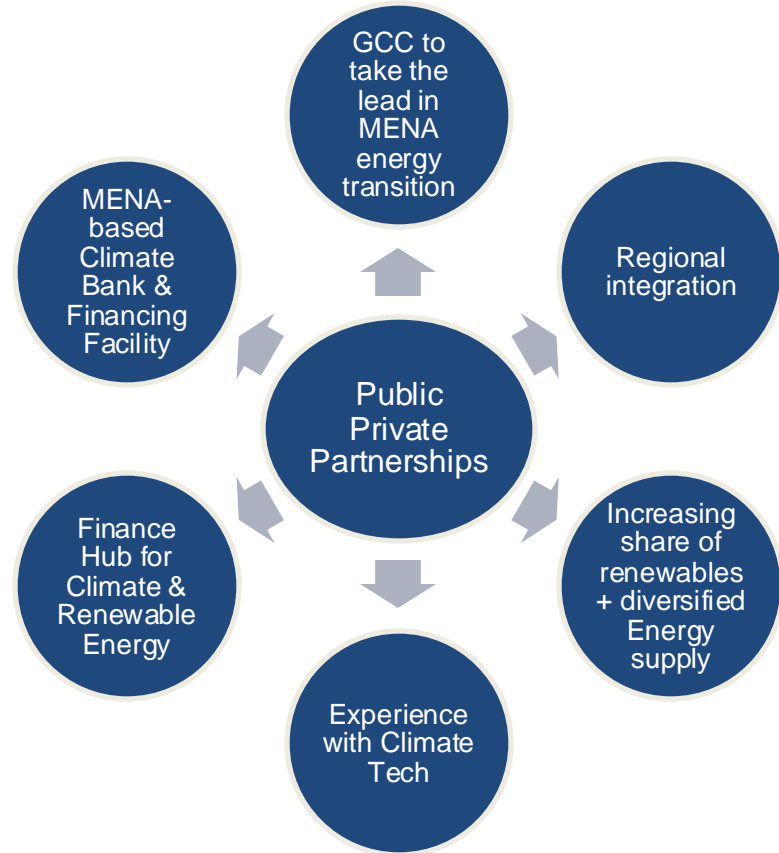 GCC to
take the
lead in
MENA
energy
transition
MENA-
based
Climate
Bank &
Financing
Facility
Regional
integration
Public
Private
Partnerships
Finance
Hub for
Climate &
Renewable
Energy
Increasing
share of
renewables
+ diversified
Energy
supply
Experience
with Climate
Tech